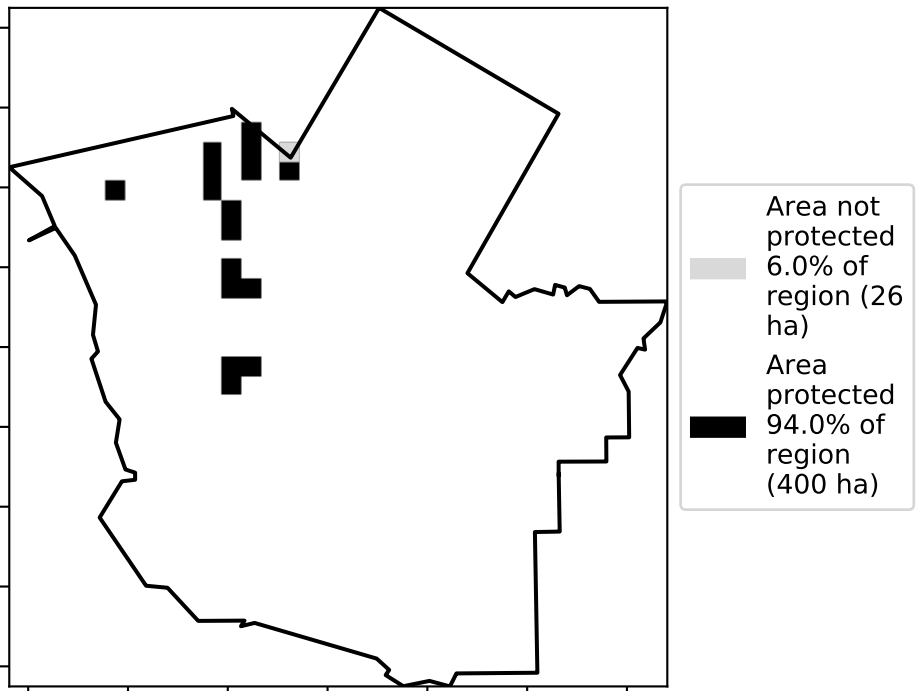 Area not
protected
6.0% of
region (26
ha)
Area
protected
94.0% of
region
(400 ha)